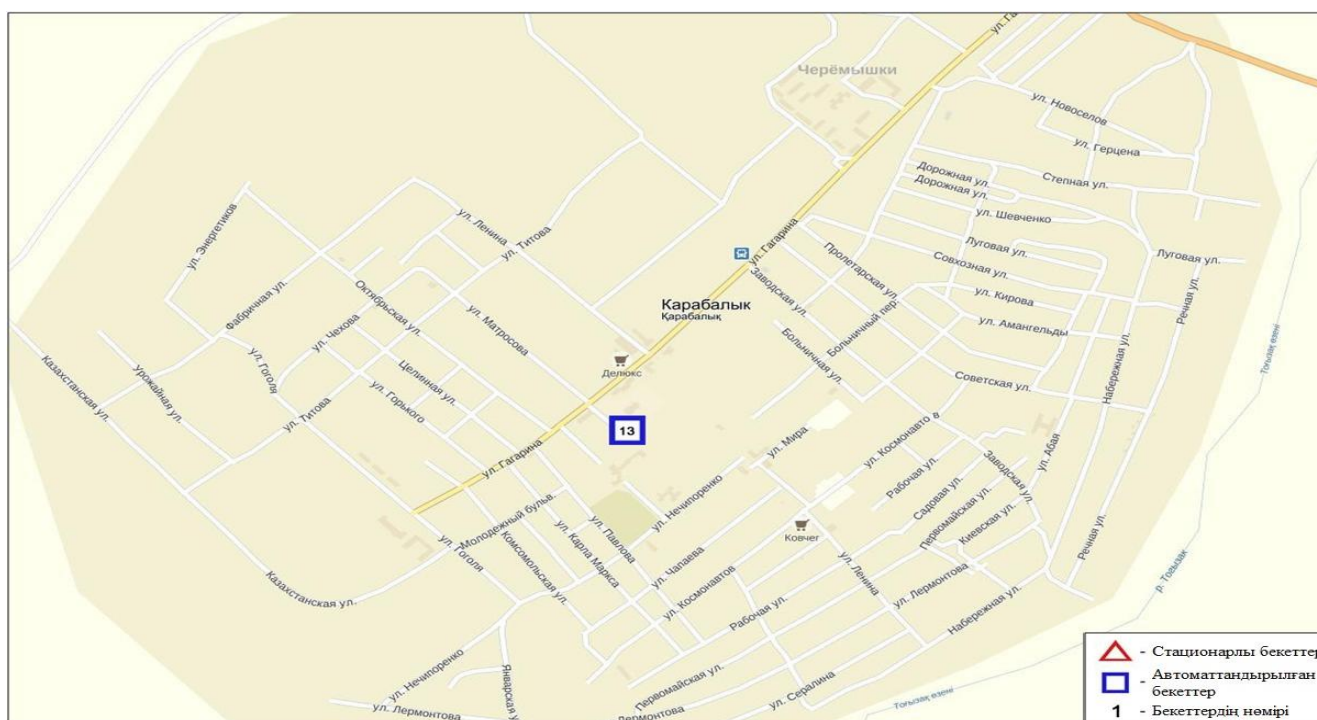 ул. Га
Черёмышки
ул. Новоселов
ул. Герцена
Степная ул.
Дорожная ул.
Дорожная ул.
ул. Шевченко
Луговая ул.
Луговая ул.
Совхозная ул.
ул. Гагарина
Пролетарская ул.
Заводская ул.
ул. Кирова
Речная ул.
ул. Энергетиков
ул. Ленина
ул. Титова
Фабричная ул.
Октябрьская ул.
ул. Чехова
ул. Матросова
Карабалык
Қарабалық
Больничный пер.
ул. Амангельды
Больничная ул.
Набережная ул.
Тоғызақ өзені
Казахстанская ул.
Урожайная ул.
ул. Гоголя
Целинная ул.
ул. Горького
ул. Титова
Делюкс
Советская ул.
13
ул. Гагарина
ул. Мира
ул. Космонавто в
ул. Абая
Заводская ул.
Рабочая ул.
Садовая ул.
Первомайская ул.
Киевская ул.
ул. Нечипоренко
Молодежный бульв.
ул. Павлова
Ковчег
Речная ул.
ул. Гоголя
Комсомольская ул.
ул. Карла Маркса
ул. Чапаева
ул. Космонавтов
ул. Ленина
ул. Лермонтова
Набережная ул.
р. Тогызак
Казахстанская ул.
Рабочая ул.
ул. Нечипоренко
Январская ул
Первомайская ул.
ул. Сералина
Тоғызақ өзені
ул. Лермонтова
ул. Лермонтова
- Стационарлы бекеттер
- Автоматтандырылған
бекеттер
1 - Бекеттердің нөмірі